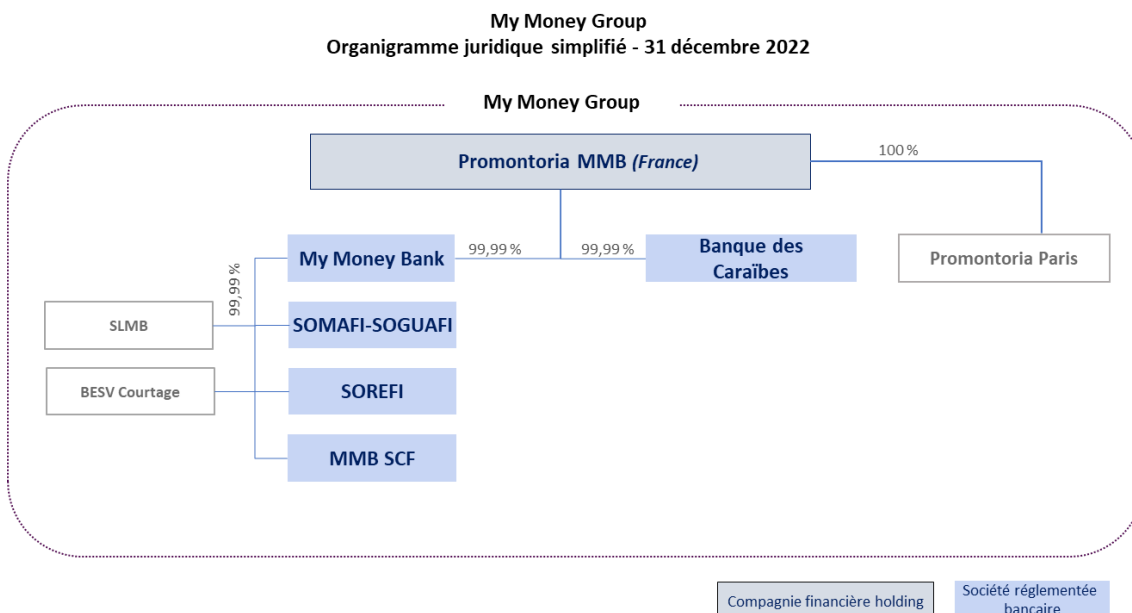 My Money Group
Organigramme juridique simplifié - 31 décembre 2022
My Money Group
Promontoria MMB (France)
100 %
My Money Bank
99,99 %
99,99 %
Banque des
Caraïbes
Promontoria Paris
99,99 %
SLMB
SOMAFI-SOGUAFI
BESV Courtage
SOREFI
MMB SCF
Compagnie financière holding
Société réglementée
bancaire